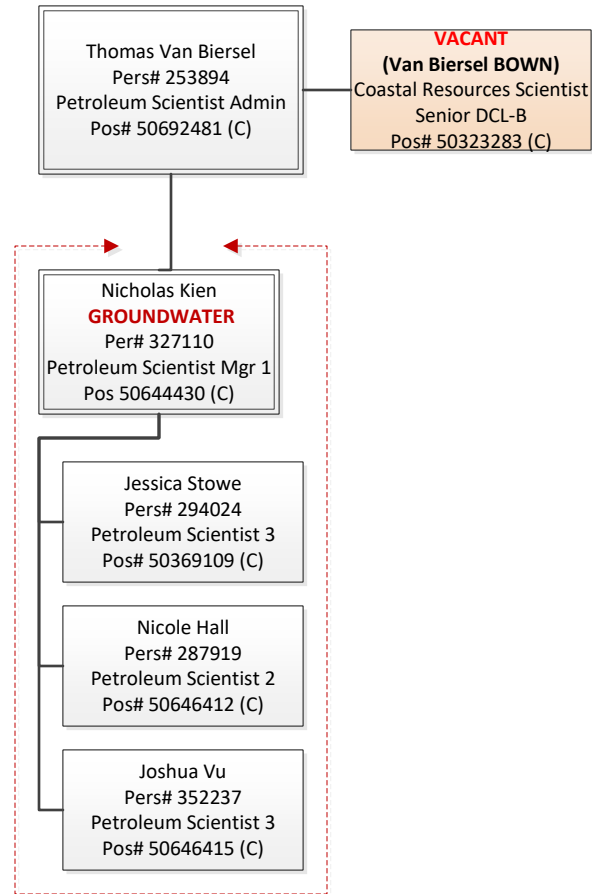 Thomas Van Biersel
Pers# 253894
Petroleum Scientist Admin
Pos# 50692481 (C)
VACANT
(Van Biersel BOWN)
Coastal Resources Scientist
Senior DCL-B
Pos# 50323283 (C)
Nicholas Kien
GROUNDWATER
Per# 327110
Petroleum Scientist Mgr 1
Pos 50644430 (C)
Jessica Stowe
Pers# 294024
Petroleum Scientist 3
Pos# 50369109 (C)
Nicole Hall
Pers# 287919
Petroleum Scientist 2
Pos# 50646412 (C)
Joshua Vu
Pers# 352237
Petroleum Scientist 3
Pos# 50646415 (C)